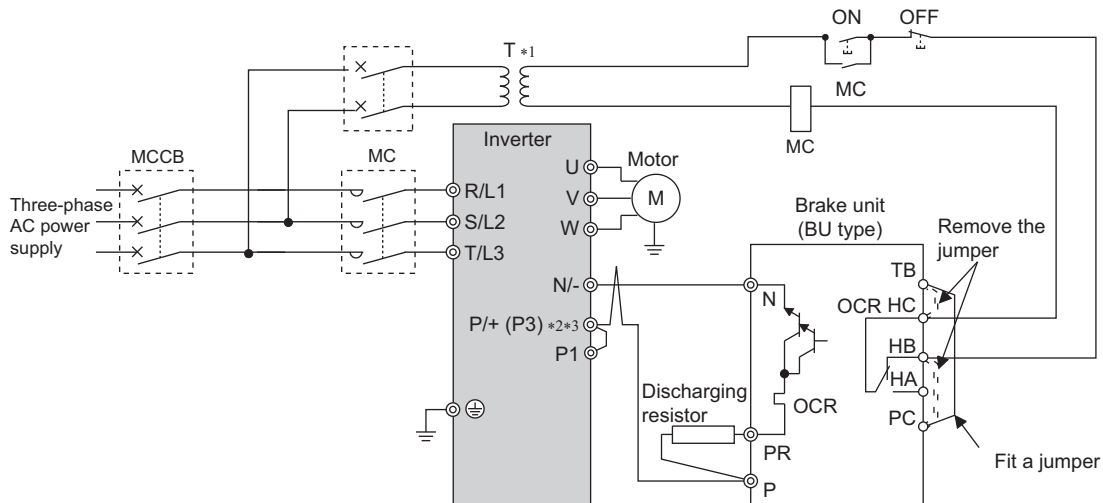 ON
OFF
T *1
MC
MC
Inverter
MCCB
MC
Motor
U
V
W
M
R/L1
S/L2
T/L3
Three-phase
AC power
supply
Brake unit
(BU type)
Remove the
jumper
TB
N/-
N
OCR
HC
P/+ (P3) *2*3
P1
HB
HA
Discharging
resistor
OCR
PC
PR
P
Fit a jumper